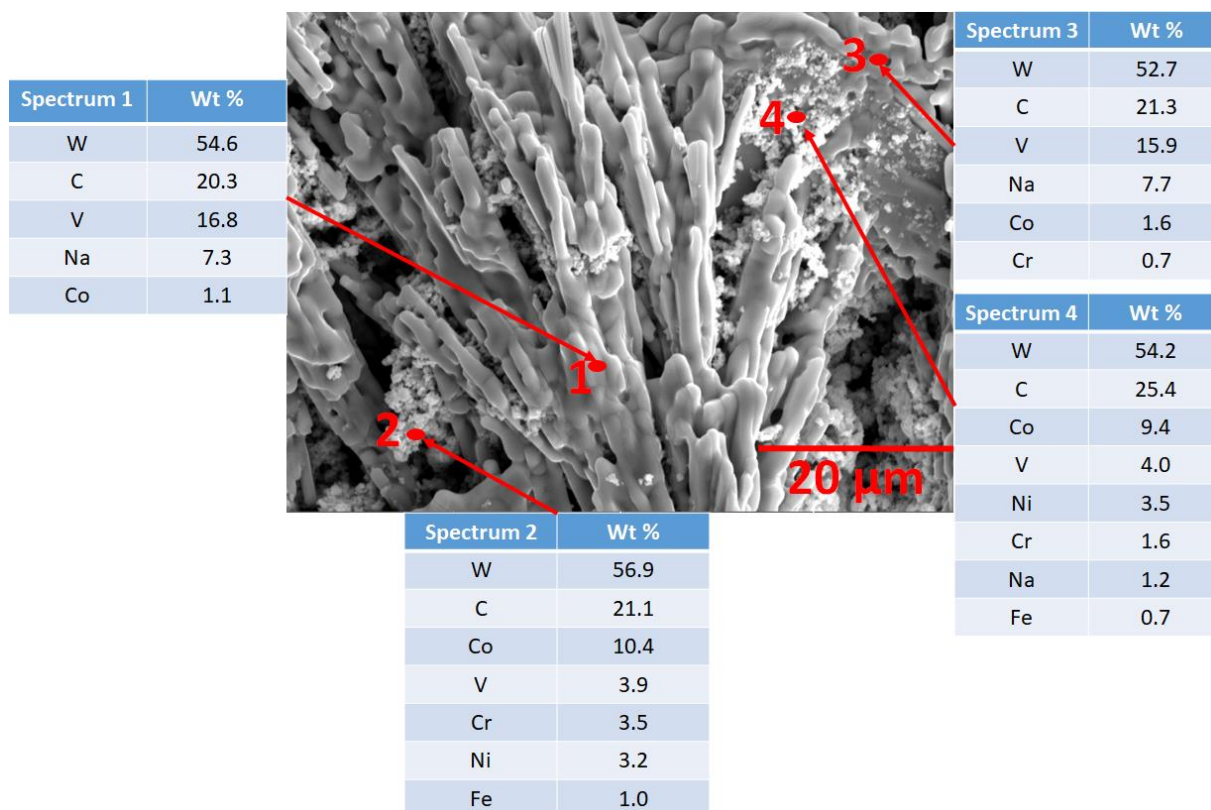 Spectrum 1 Wt %
W 54.6
C 20.3
V 16.8
Na 7.3
Co 1.1
Spectrum 3 Wt %
W 52.7
C 21.3
V 15.9
Na 7.7
Co 1.6
Cr 0.7
Spectrum 4 Wt %
W 54.2
C 25.4
Co 9.4
V 4.0
Ni 3.5
Cr 1.6
Na 1.2
Fe 0.7
3
4
1
2
20 µm
Spectrum 2 Wt %
W 56.9
C 21.1
Co 10.4
V 3.9
Cr 3.5
Ni 3.2
Fe 1.0